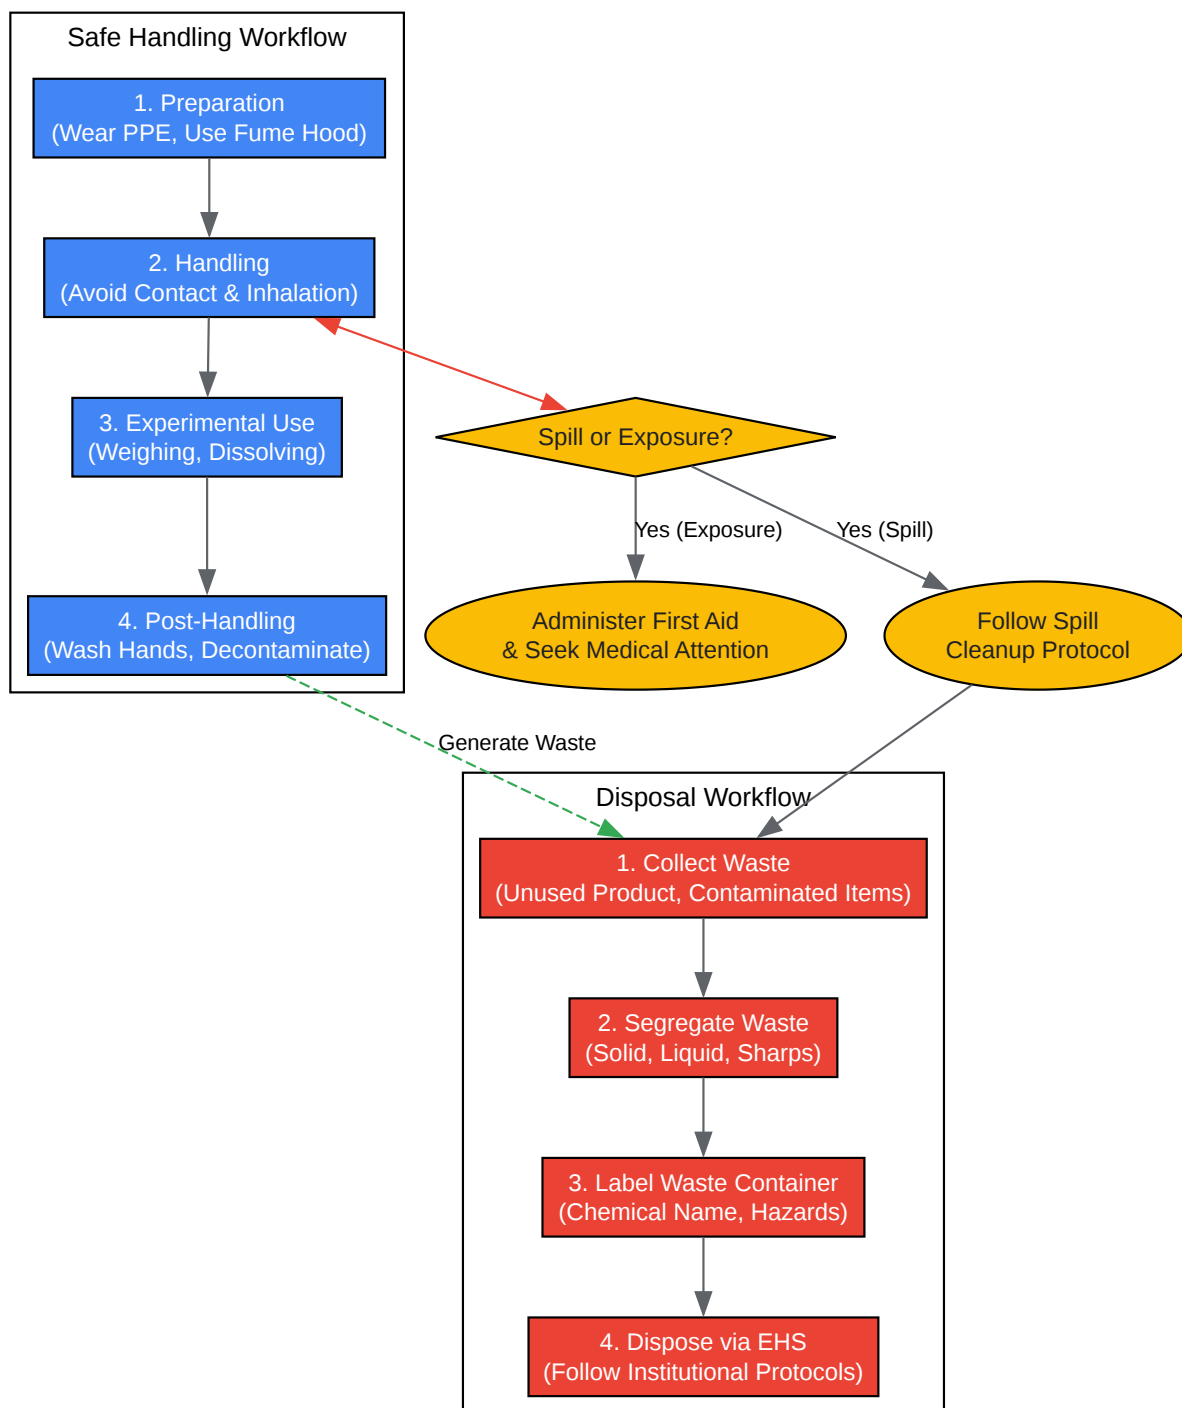 Safe Handling Workflow
1. Preparation
(Wear PPE, Use Fume Hood)
2. Handling
(Avoid Contact & Inhalation)
3. Experimental Use
(Weighing, Dissolving)
4. Post-Handling
(Wash Hands, Decontaminate)
Spill or Exposure?
Yes (Exposure)
Yes (Spill)
Administer First Aid
& Seek Medical Attention
Follow Spill
Cleanup Protocol
Generate Waste
Disposal Workflow
1. Collect Waste
(Unused Product, Contaminated Items)
2. Segregate Waste
(Solid, Liquid, Sharps)
3. Label Waste Container
(Chemical Name, Hazards)
4. Dispose via EHS
(Follow Institutional Protocols)